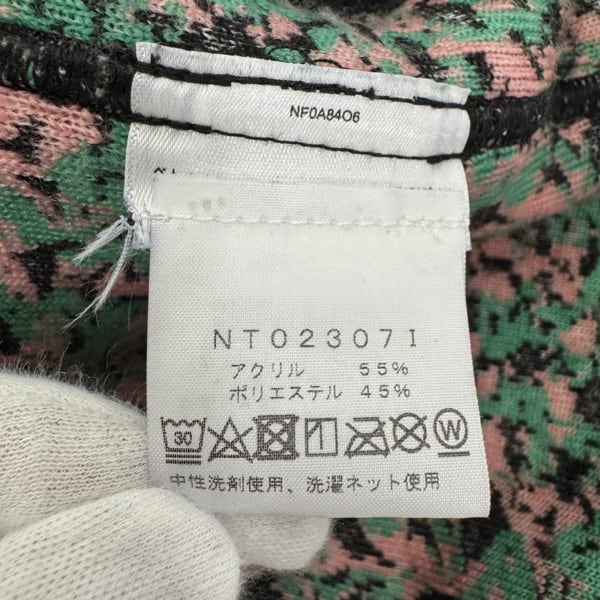 NF0A84O6
NT02307I
アクリル 55%
ポリエステル 45%
30
W
中性洗剤使用、洗濯ネット使用